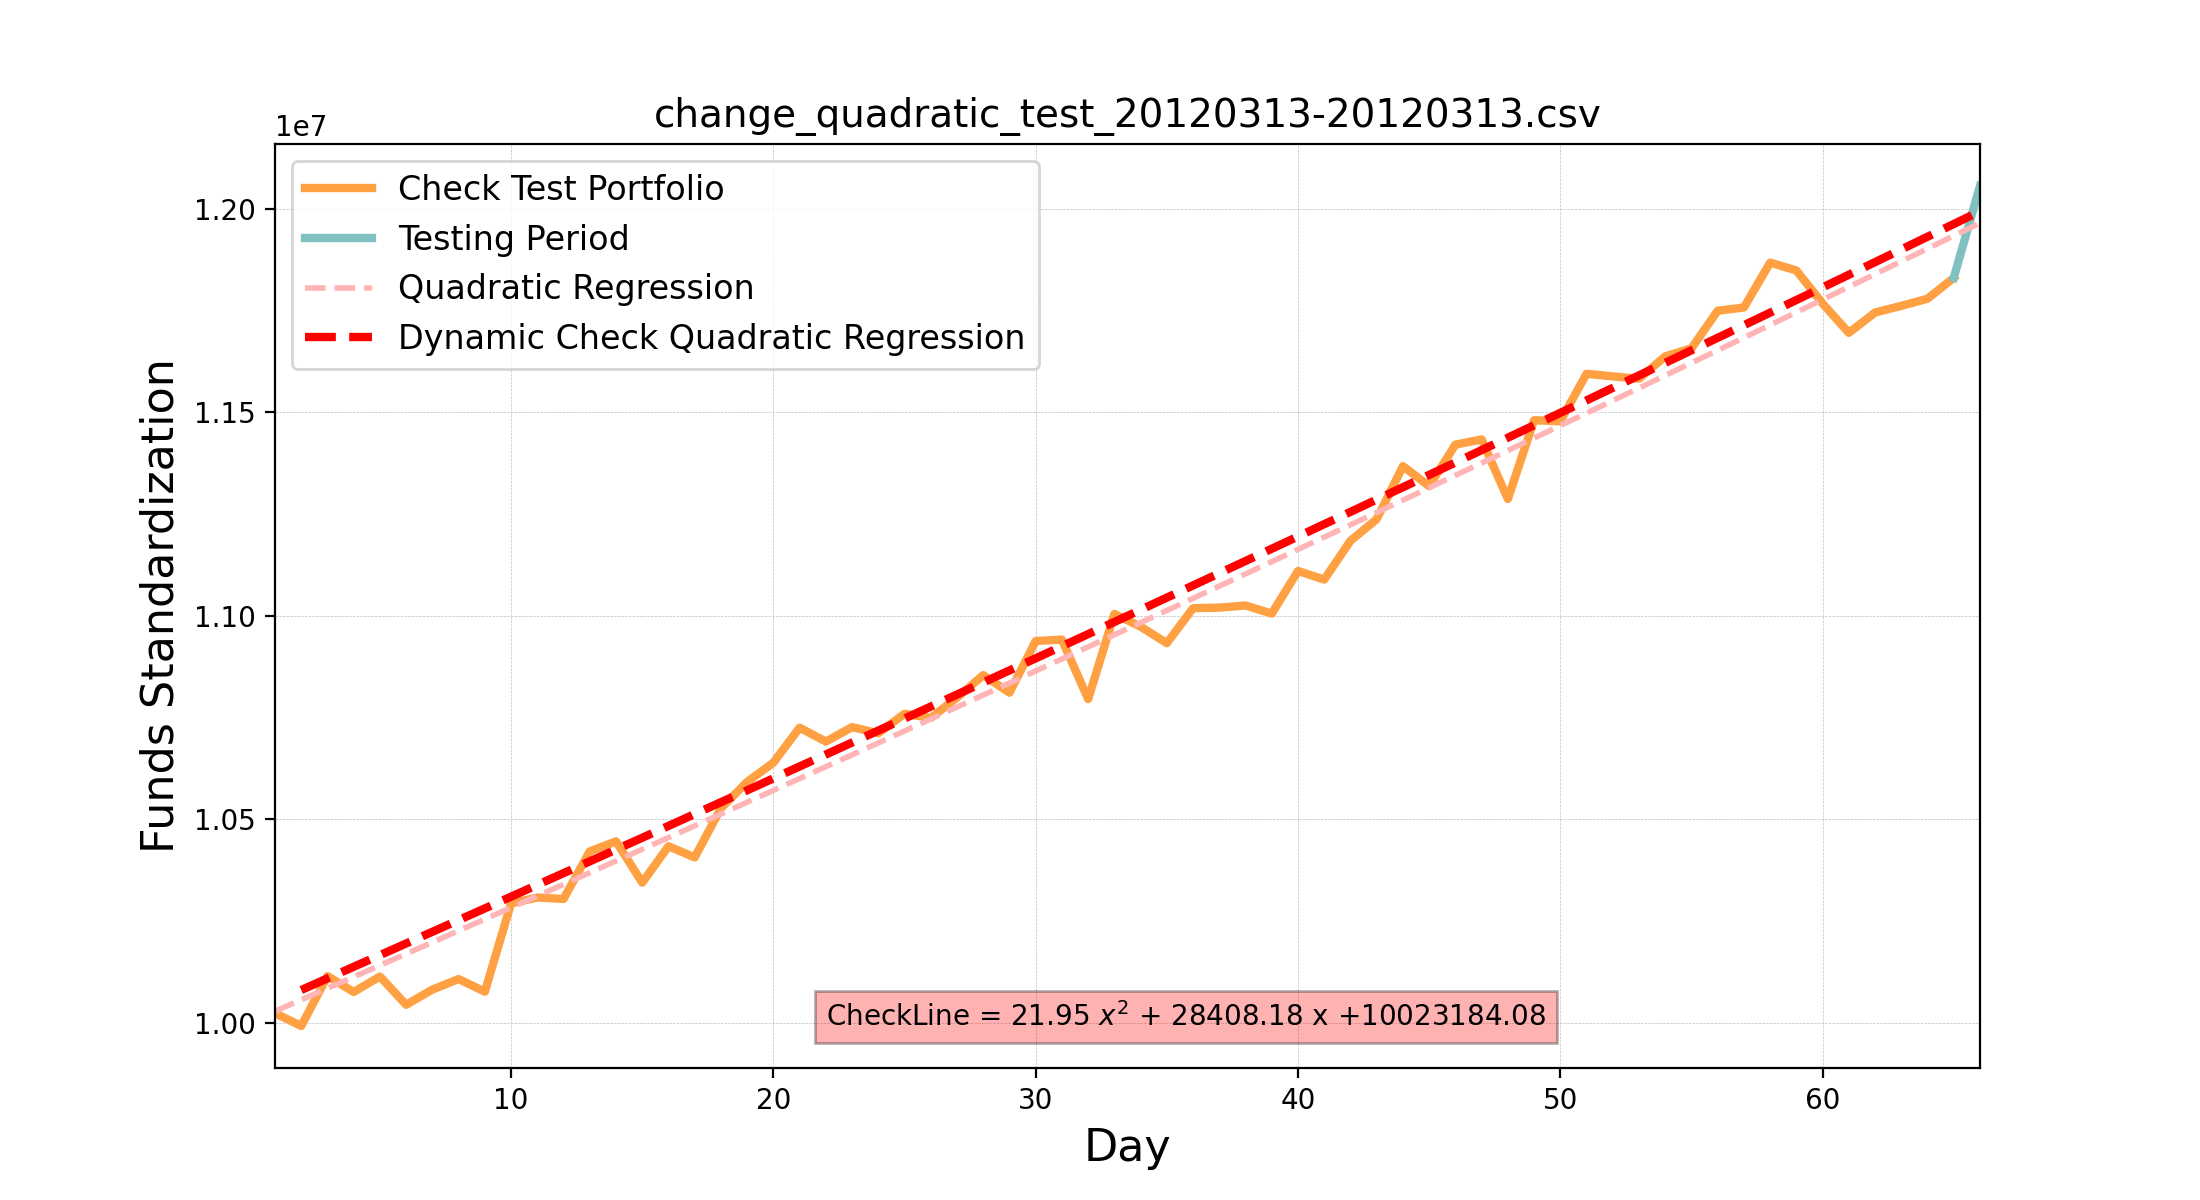 change_quadratic_test_20120313-20120313.csv
1e7
Check Test Portfolio
Testing Period
Quadratic Regression
Dynamic Check Quadratic Regression
1.20
1.15
1.10
1.05
1.00
Funds Standardization
CheckLine = 21.95 x² + 28408.18 x +10023184.08
10 20 30 40 50 60
Day